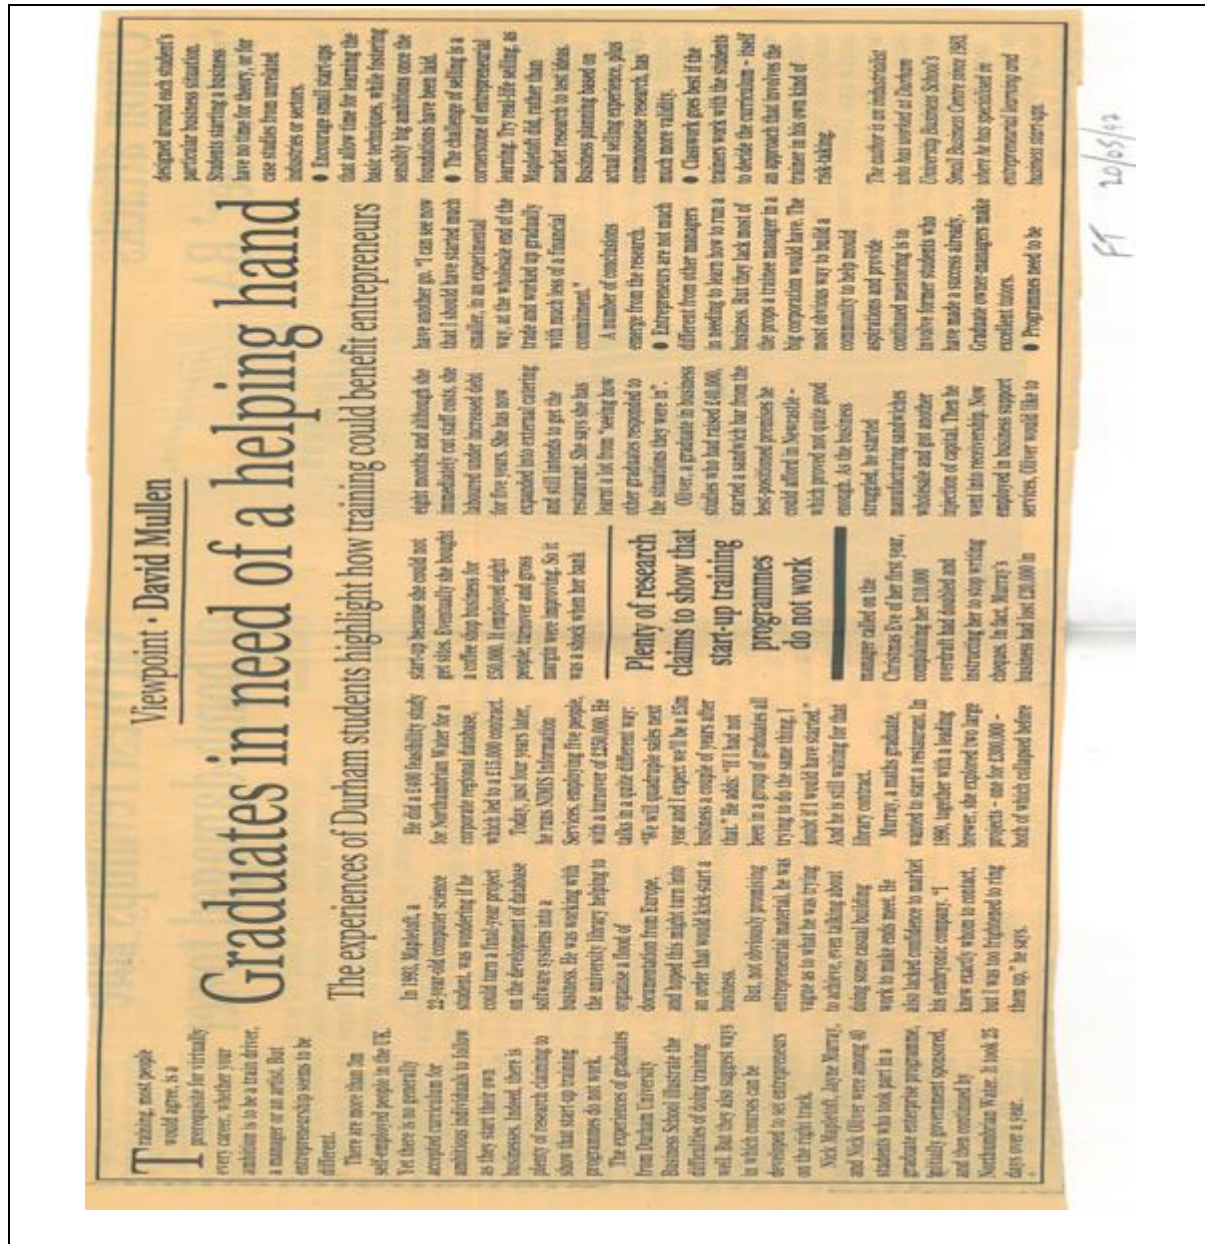 Viewpoint · David Mullen
Graduates in need of a helping hand
The experiences of Durham students highlight how training could benefit entrepreneurs
Training, most people
would agree, is a
prerequisite for virtually
every career, whether your
ambition is to be a train driver,
a manager or an artist. But
entrepreneurship seems to be
different.
There are more than 3m
self-employed people in the UK.
Yet there is no generally
accepted curriculum for
ambitious individuals to follow
as they start their own
businesses. Indeed, there is
plenty of research claiming to
show that start-up training
programmes do not work.
The experiences of graduates
from Durham University
Business School illustrate the
difficulties of doing training
well. But they also suggest ways
in which courses can be
developed to set entrepreneurs
on the right track.
Nick Mapletoft, Jayne Murray,
and Nick Oliver were among 40
students who took part in a
graduate enterprise programme,
initially government sponsored,
and then continued by
Northumbrian Water. It took 25
days over a year.
In 1993, Mapletoft, a
22-year-old computer science
student, was wondering if he
could turn a final-year project
on the development of database
software systems into a
business. He was working with
the university library helping to
organise a flood of
documentation from Europe,
and hoped this might turn into
an order that would kick-start a
business.
But, not obviously promising
entrepreneurial material, he was
vague as to what he was trying
to achieve, even talking about
doing some casual building
work to make ends meet. He
also lacked confidence to market
his embryonic company. "I
knew exactly whom to contact,
but I was too frightened to ring
them up," he says.
He did a £400 feasibility study
for Northumbrian Water for a
corporate regional database,
which led to a £15,000 contract.
Today, just four years later,
he runs NOMIS Information
Services, employing five people,
with a turnover of £250,000. He
talks in a quite different way:
"We will quadruple sales next
year and I expect we'll be a £5m
business a couple of years after
that." He adds: "If I had not
been in a group of graduates all
trying to do the same thing, I
doubt if I would have started."
And he is still waiting for that
library contract.
Murray, a maths graduate,
wanted to start a restaurant. In
1990, together with a leading
brewer, she explored two large
projects - one for £200,000 -
both of which collapsed before
start-up because she could not
get sites. Eventually she bought
a coffee shop business for
£50,000. It employed eight
people; turnover and gross
margin were improving. So it
was a shock when her bank
Plenty of research
claims to show that
start-up training
programmes
do not work
manager called on the
Christmas Eve of her first year,
complaining her £10,000
overdraft had doubled and
instructing her to stop writing
cheques. In fact, Murray's
business had lost £20,000 in
eight months and although she
immediately cut staff costs, she
laboured under increased debt
for five years. She has now
expanded into external catering
and still intends to get the
restaurant. She says she has
learnt a lot from "seeing how
other graduates responded to
the situations they were in".
Oliver, a graduate in business
studies who had raised £40,000,
started a sandwich bar from the
best-positioned premises he
could afford in Newcastle -
which proved not quite good
enough. As the business
struggled, he started
manufacturing sandwiches
wholesale and got another
injection of capital. Then he
went into receivership. Now
employed in business support
services, Oliver would like to
have another go. "I can see now
that I should have started much
smaller, in an experimental
way, at the wholesale end of the
trade and worked up gradually
with much less of a financial
commitment."
A number of conclusions
emerge from the research.
● Entrepreneurs are not much
different from other managers
in needing to learn how to run a
business. But they lack most of
the props a trainee manager in a
big corporation would have. The
most obvious way to build a
community to help mould
aspirations and provide
continued mentoring is to
involve former students who
have made a success already.
Graduate owner-managers make
excellent tutors.
● Programmes need to be
designed around each student's
particular business situation.
Students starting a business
have no time for theory, or for
case studies from unrelated
industries or sectors.
● Encourage small start-ups
that allow time for learning the
basic techniques, while fostering
sensibly big ambitions once the
foundations have been laid.
● The challenge of selling is a
cornerstone of entrepreneurial
learning. Try real-life selling, as
Mapletoft did, rather than
market research to test ideas.
Business planning based on
actual selling experience, plus
commonsense research, has
much more validity.
● Classwork goes best if the
trainers work with the students
to decide the curriculum - itself
an approach that involves the
trainer in his own kind of
risk-taking.
The author is an industrialist
who has worked at Durham
University Business School's
Small Business Centre since 1983,
where he has specialised in
entrepreneurial learning and
business start-ups.
FT 20/05/97